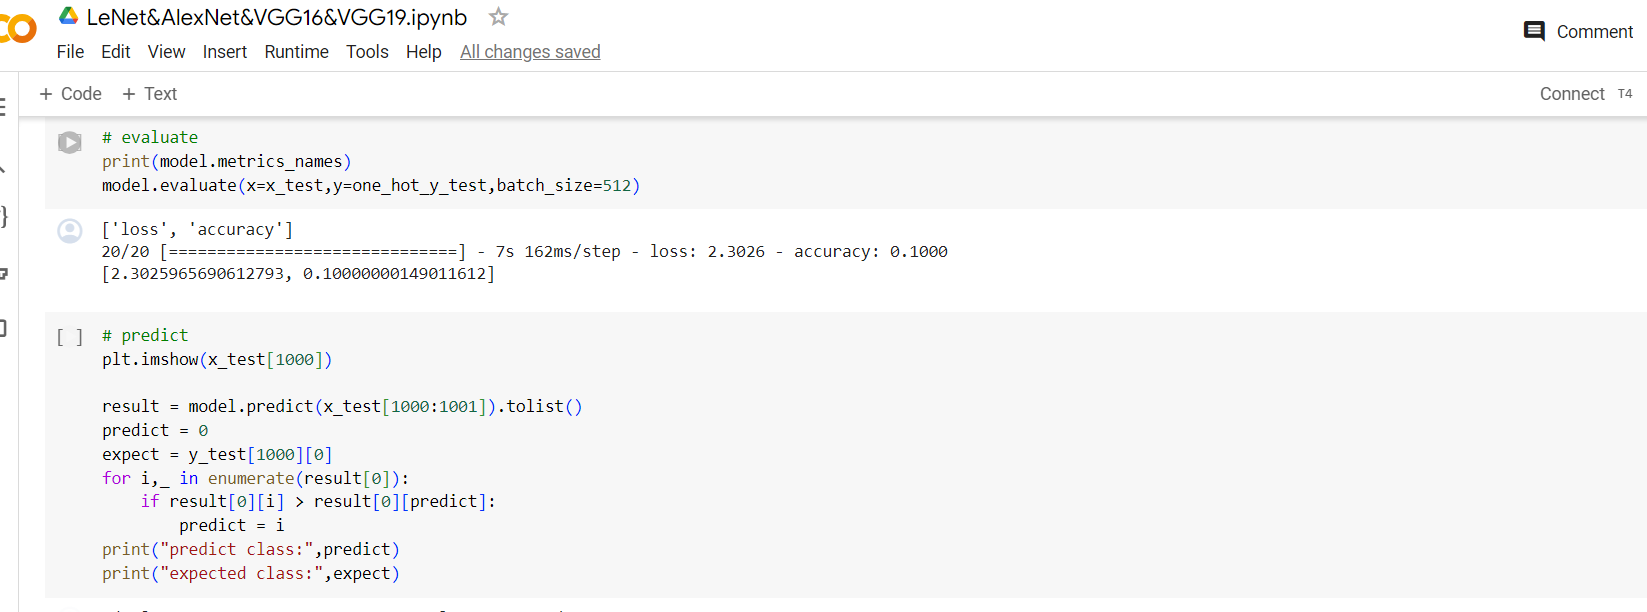 LeNet&AlexNet&VGG16&VGG19.ipynb
File Edit View Insert Runtime Tools Help All changes saved
Comment
+ Code + Text
Connect T4
# evaluate
print(model.metrics_names)
model.evaluate(x=x_test,y=one_hot_y_test,batch_size=512)
['loss', 'accuracy']
20/20 [==============================] - 7s 162ms/step - loss: 2.3026 - accuracy: 0.1000
[2.3025965690612793, 0.10000000149011612]
[ ] # predict
plt.imshow(x_test[1000])
result = model.predict(x_test[1000:1001]).tolist()
predict = 0
expect = y_test[1000][0]
for i,_ in enumerate(result[0]):
    if result[0][i] > result[0][predict]:
        predict = i
print("predict class:",predict)
print("expected class:",expect)